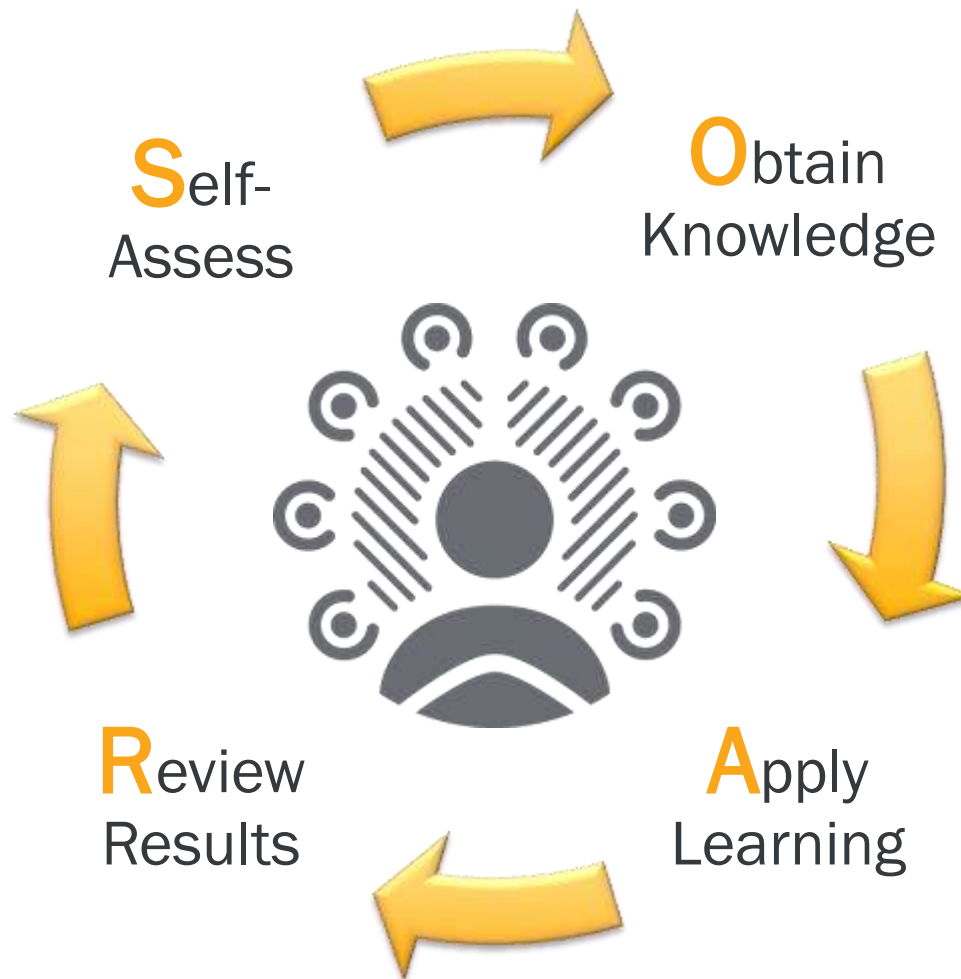 Self-
Assess
Obtain
Knowledge
Apply
Learning
Review
Results